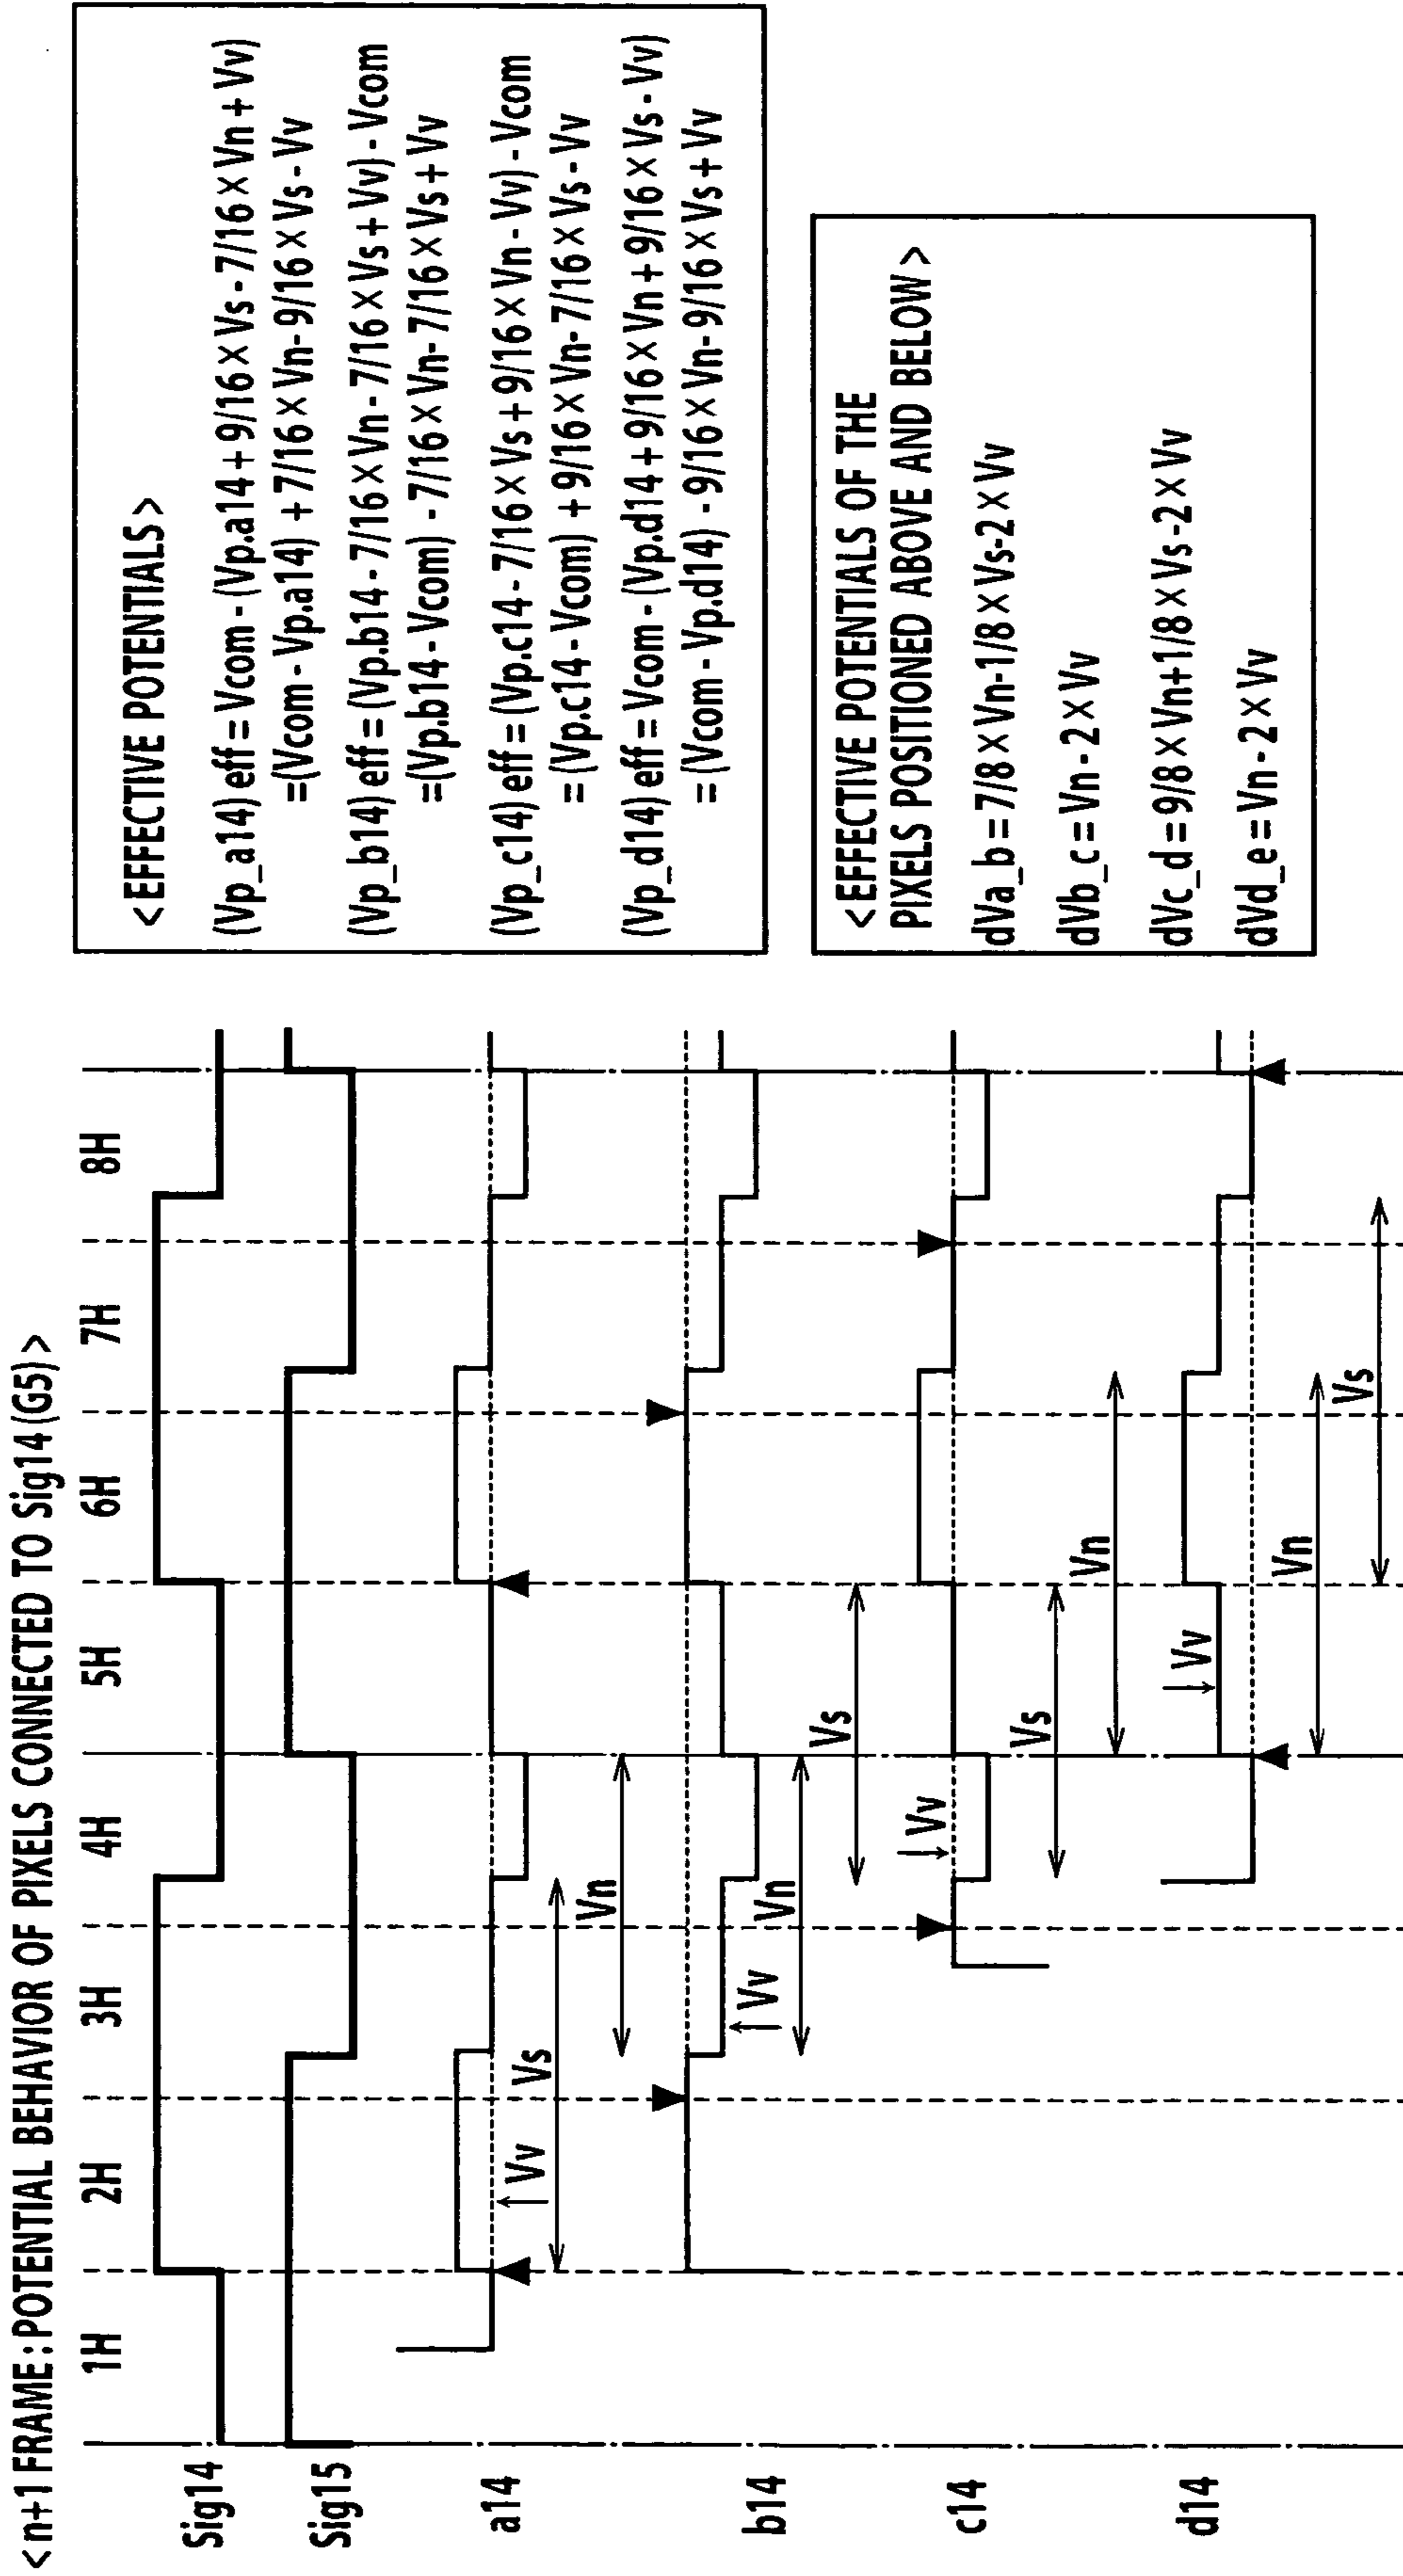 <n+1 FRAME:POTENTIAL BEHAVIOR OF PIXELS CONNECTED TO Sig14(G5)>
1H 2H 3H 4H 5H 6H 7H 8H
Sig14
Sig15
a14
Vv
Vs
Vn
b14
Vv
Vn
Vs
c14
Vv
Vs
Vn
d14
Vv
Vn
Vs
<EFFECTIVE POTENTIALS>
(Vp_a14) eff = Vcom - (Vp.a14 + 9/16 × Vs - 7/16 × Vn + Vv)
=(Vcom - Vp.a14) + 7/16 × Vn- 9/16 × Vs - Vv
(Vp_b14) eff = (Vp.b14 - 7/16 × Vn - 7/16 × Vs + Vv) - Vcom
=(Vp.b14 - Vcom) - 7/16 × Vn- 7/16 × Vs + Vv
(Vp_c14) eff = (Vp.c14 - 7/16 × Vs + 9/16 × Vn - Vv) - Vcom
= (Vp.c14 - Vcom) + 9/16 × Vn- 7/16 × Vs - Vv
(Vp_d14) eff = Vcom - (Vp.d14 + 9/16 × Vn + 9/16 × Vs - Vv)
= (Vcom - Vp.d14) - 9/16 × Vn- 9/16 × Vs + Vv
<EFFECTIVE POTENTIALS OF THE
PIXELS POSITIONED ABOVE AND BELOW>
dVa_b = 7/8 × Vn-1/8 × Vs-2 × Vv
dVb_c = Vn - 2 × Vv
dVc_d = 9/8 × Vn+1/8 × Vs -2 × Vv
dVd_e = Vn - 2 × Vv